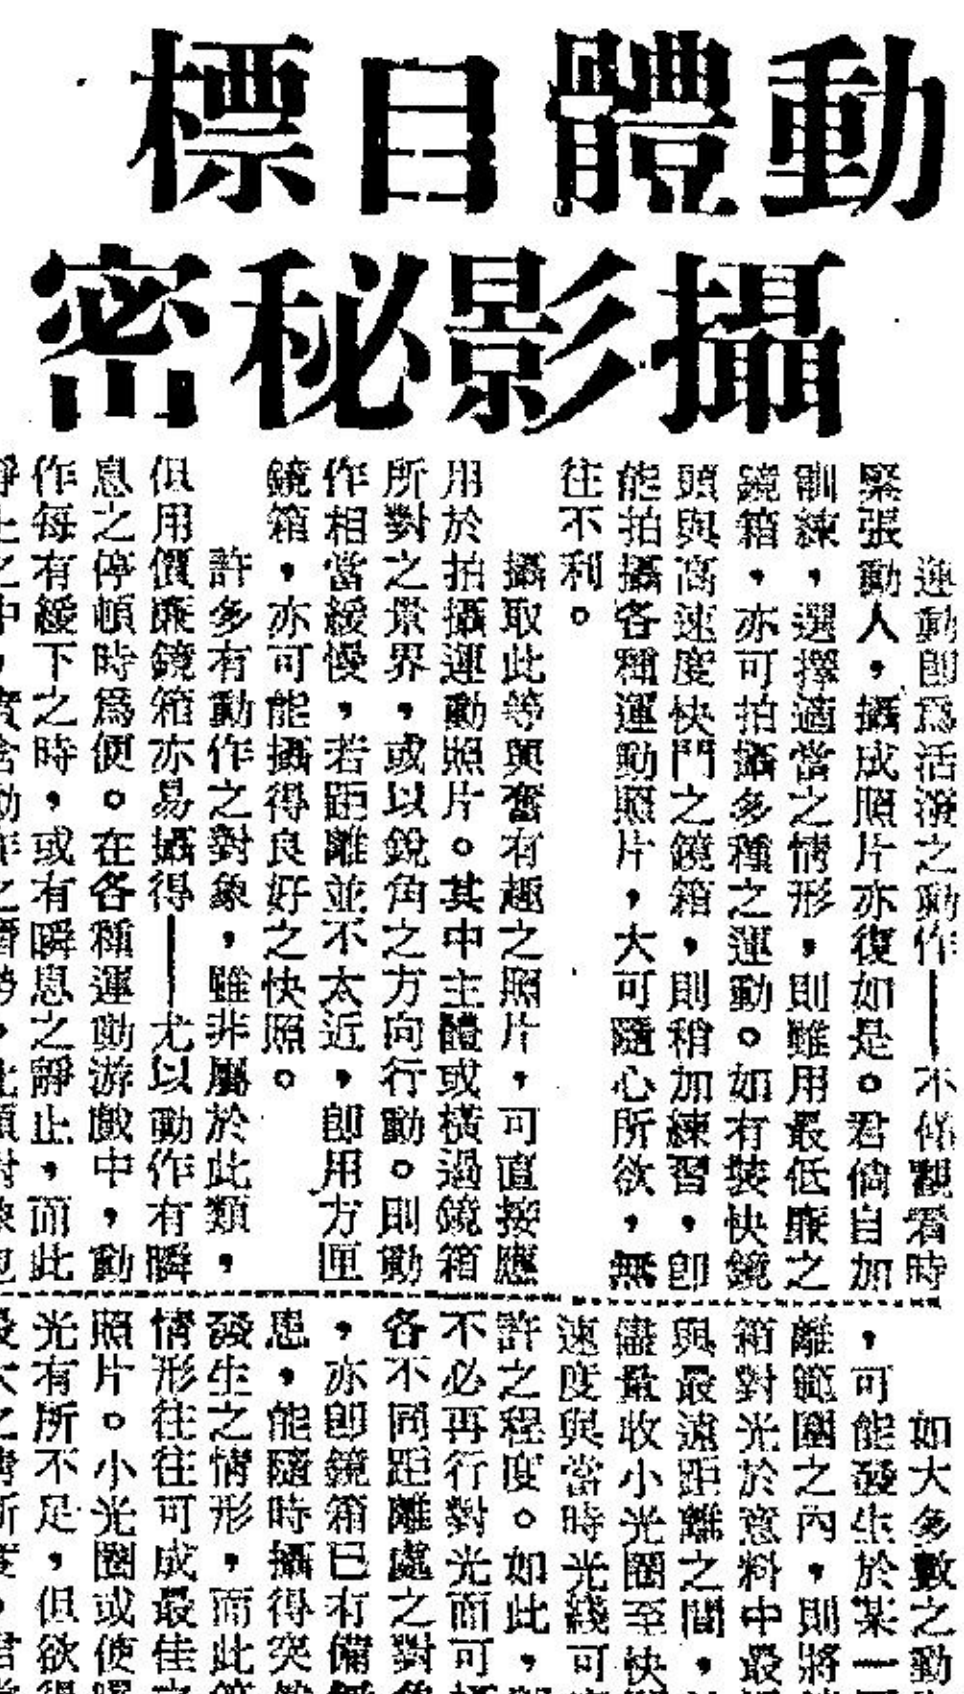 動體目標
攝影秘密
運動卽爲活潑之動作——不僅觀看時
緊張動人，攝成照片亦復如是。君倘自加
訓練，選擇適當之情形，則雖用最低廉之
鏡箱，亦可拍攝多種之運動。如有裝快鏡
頭與高速度快門之鏡箱，則稍加練習，卽
能拍攝各種運動照片，大可隨心所欲，無
往不利。
攝取此等興奮有趣之照片，可直接應
用於拍攝運動照片。其中主體或橫過鏡箱
所對之景界，或以銳角之方向行動。則動
作相當緩慢，若距離並不太近，卽用方匣
鏡箱，亦可能攝得良好之快照。
許多有動作之對象，雖非屬於此類，
但用價廉鏡箱亦易攝得——尤以動作有瞬
息之停頓時爲便。在各種運動游戲中，動
作每有緩下之時，或有瞬息之靜止，而此
靜止之中，實含動作之
如大多數之動
，可能發生於某一
離範圍之內，則將
箱對光於意料中最
與最遠距離之間，
儘量收小光圈至快
速度與當時光綫可
許之程度。如此，
不必再行對光而可
各不同距離處之對
，亦卽鏡箱已有備
患，能隨時攝得突
發生之情形，而此
情形往往可成最佳
照片。小光圈或使
光有所不足，但欲